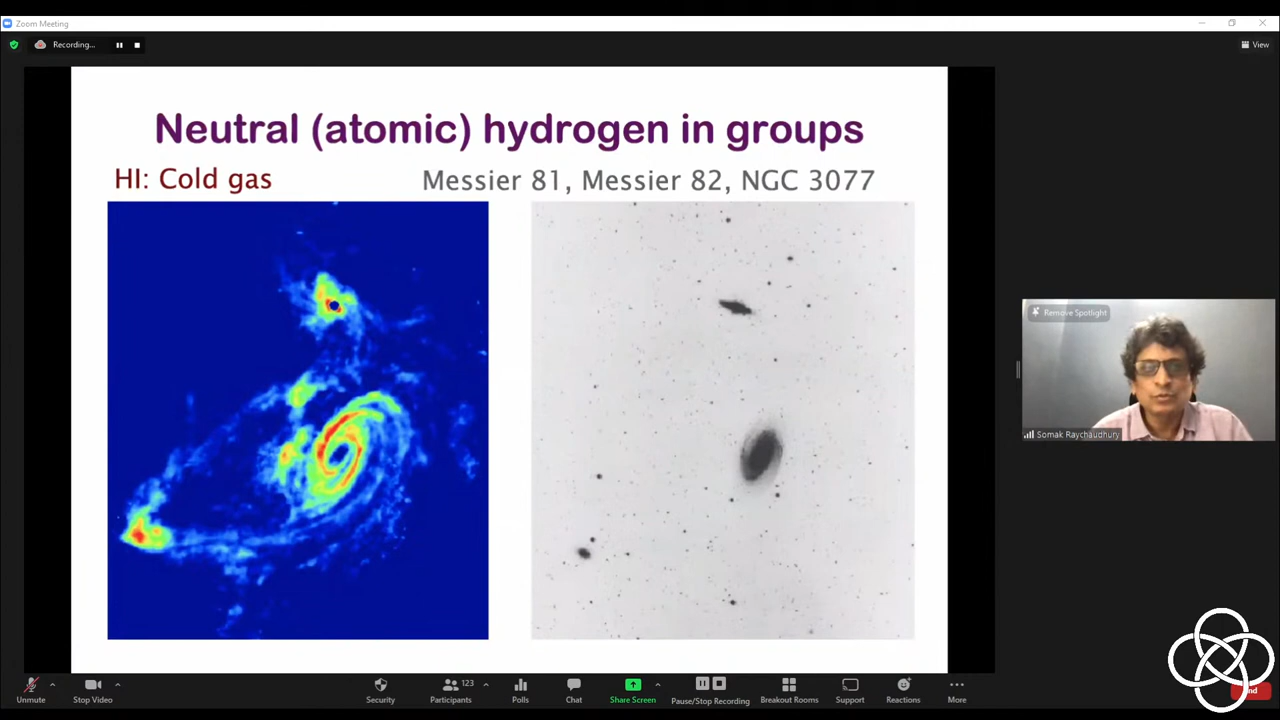 Zoom Meeting
Recording...
View
Neutral (atomic) hydrogen in groups
HI: Cold gas
Messier 81, Messier 82, NGC 3077
Remove Spotlight
Somak Raychaudhury
Unmute
Stop Video
Security
123
Participants
Polls
Chat
Share Screen
Pause/Stop Recording
Breakout Rooms
Support
Reactions
More